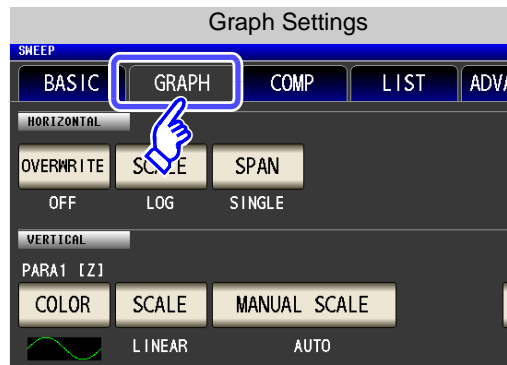 Graph Settings
SWEEP
BASIC GRAPH COMP LIST
HORIZONTAL
OVERWRITE SCALE SPAN
OFF LOG SINGLE
VERTICAL
PARA1 [Z]
COLOR SCALE MANUAL SCALE
LINEAR AUTO